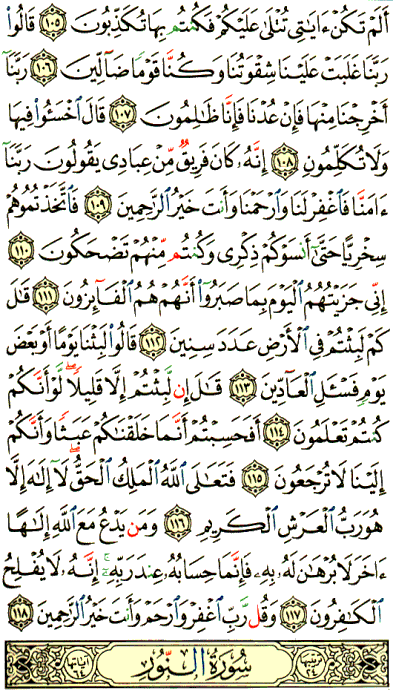 أَلَمْ تَكُنْ ءَايَٰتِى تُتْلَىٰ عَلَيْكُمْ فَكُنتُم بِهَا تُكَذِّبُونَ ١٠٥ قَالُوا۟
رَبَّنَا غَلَبَتْ عَلَيْنَا شِقْوَتُنَا وَكُنَّا قَوْمًا ضَآلِّينَ ١٠٦ رَبَّنَآ
أَخْرِجْنَا مِنْهَا فَإِنْ عُدْنَا فَإِنَّا ظَٰلِمُونَ ١٠٧ قَالَ ٱخْسَـُٔوا۟ فِيهَا
وَلَا تُكَلِّمُونِ ١٠٨ إِنَّهُۥ كَانَ فَرِيقٌ مِّنْ عِبَادِى يَقُولُونَ رَبَّنَآ
ءَامَنَّا فَٱغْفِرْ لَنَا وَٱرْحَمْنَا وَأَنتَ خَيْرُ ٱلرَّٰحِمِينَ ١٠٩ فَٱتَّخَذْتُمُوهُمْ
سِخْرِيًّا حَتَّىٰٓ أَنسَوْكُمْ ذِكْرِى وَكُنتُم مِّنْهُمْ تَضْحَكُونَ ١١٠
إِنِّى جَزَيْتُهُمُ ٱلْيَوْمَ بِمَا صَبَرُوٓا۟ أَنَّهُمْ هُمُ ٱلْفَآئِزُونَ ١١١ قَٰلَ
كَمْ لَبِثْتُمْ فِى ٱلْأَرْضِ عَدَدَ سِنِينَ ١١٢ قَالُوا۟ لَبِثْنَا يَوْمًا أَوْ بَعْضَ
يَوْمٍ فَسْـَٔلِ ٱلْعَآدِّينَ ١١٣ قَٰلَ إِن لَّبِثْتُمْ إِلَّا قَلِيلًا ۖ لَّوْ أَنَّكُمْ
كُنتُمْ تَعْلَمُونَ ١١٤ أَفَحَسِبْتُمْ أَنَّمَا خَلَقْنَٰكُمْ عَبَثًا وَأَنَّكُمْ
إِلَيْنَا لَا تُرْجَعُونَ ١١٥ فَتَعَٰلَى ٱللَّهُ ٱلْمَلِكُ ٱلْحَقُّ ۖ لَآ إِلَٰهَ إِلَّا
هُوَ رَبُّ ٱلْعَرْشِ ٱلْكَرِيمِ ١١٦ وَمَن يَدْعُ مَعَ ٱللَّهِ إِلَٰهًا
ءَاخَرَ لَا بُرْهَٰنَ لَهُۥ بِهِۦ فَإِنَّمَا حِسَابُهُۥ عِندَ رَبِّهِۦٓ ۚ إِنَّهُۥ لَا يُفْلِحُ
ٱلْكَٰفِرُونَ ١١٧ وَقُل رَّبِّ ٱغْفِرْ وَٱرْحَمْ وَأَنتَ خَيْرُ ٱلرَّٰحِمِينَ ١١٨
ترتيبها ٢٤ سُورَةُ النُّورِ آياتها ٦٤